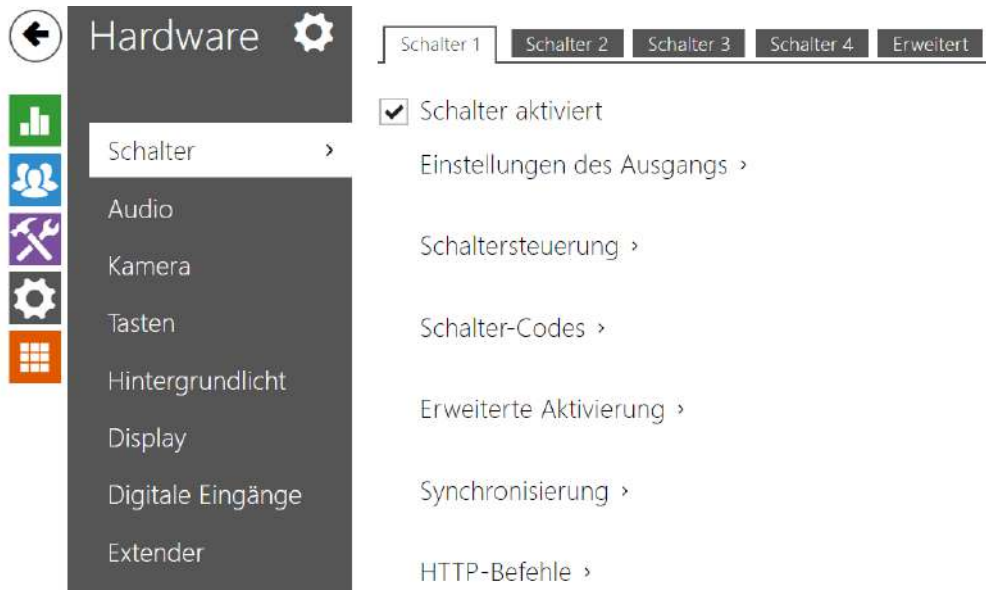 Hardware
Schalter
Audio
Kamera
Tasten
Hintergrundlicht
Display
Digitale Eingänge
Extender
Schalter 1
Schalter 2
Schalter 3
Schalter 4
Erweitert
Schalter aktiviert
Einstellungen des Ausgangs
Schaltersteuerung
Schalter-Codes
Erweiterte Aktivierung
Synchronisierung
HTTP-Befehle